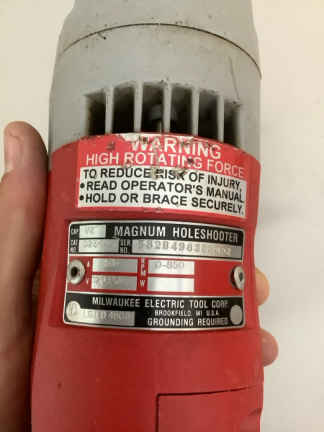 WARNING
HIGH ROTATING FORCE
TO REDUCE RISK OF INJURY,
•READ OPERATOR'S MANUAL
•HOLD OR BRACE SECURELY.
CAP MAGNUM HOLESHOOTER
CAT NO SER. NO
A RPM 0-850
V W
MILWAUKEE ELECTRIC TOOL CORP.
BROOKFIELD, WI U.S.A.
GROUNDING REQUIRED